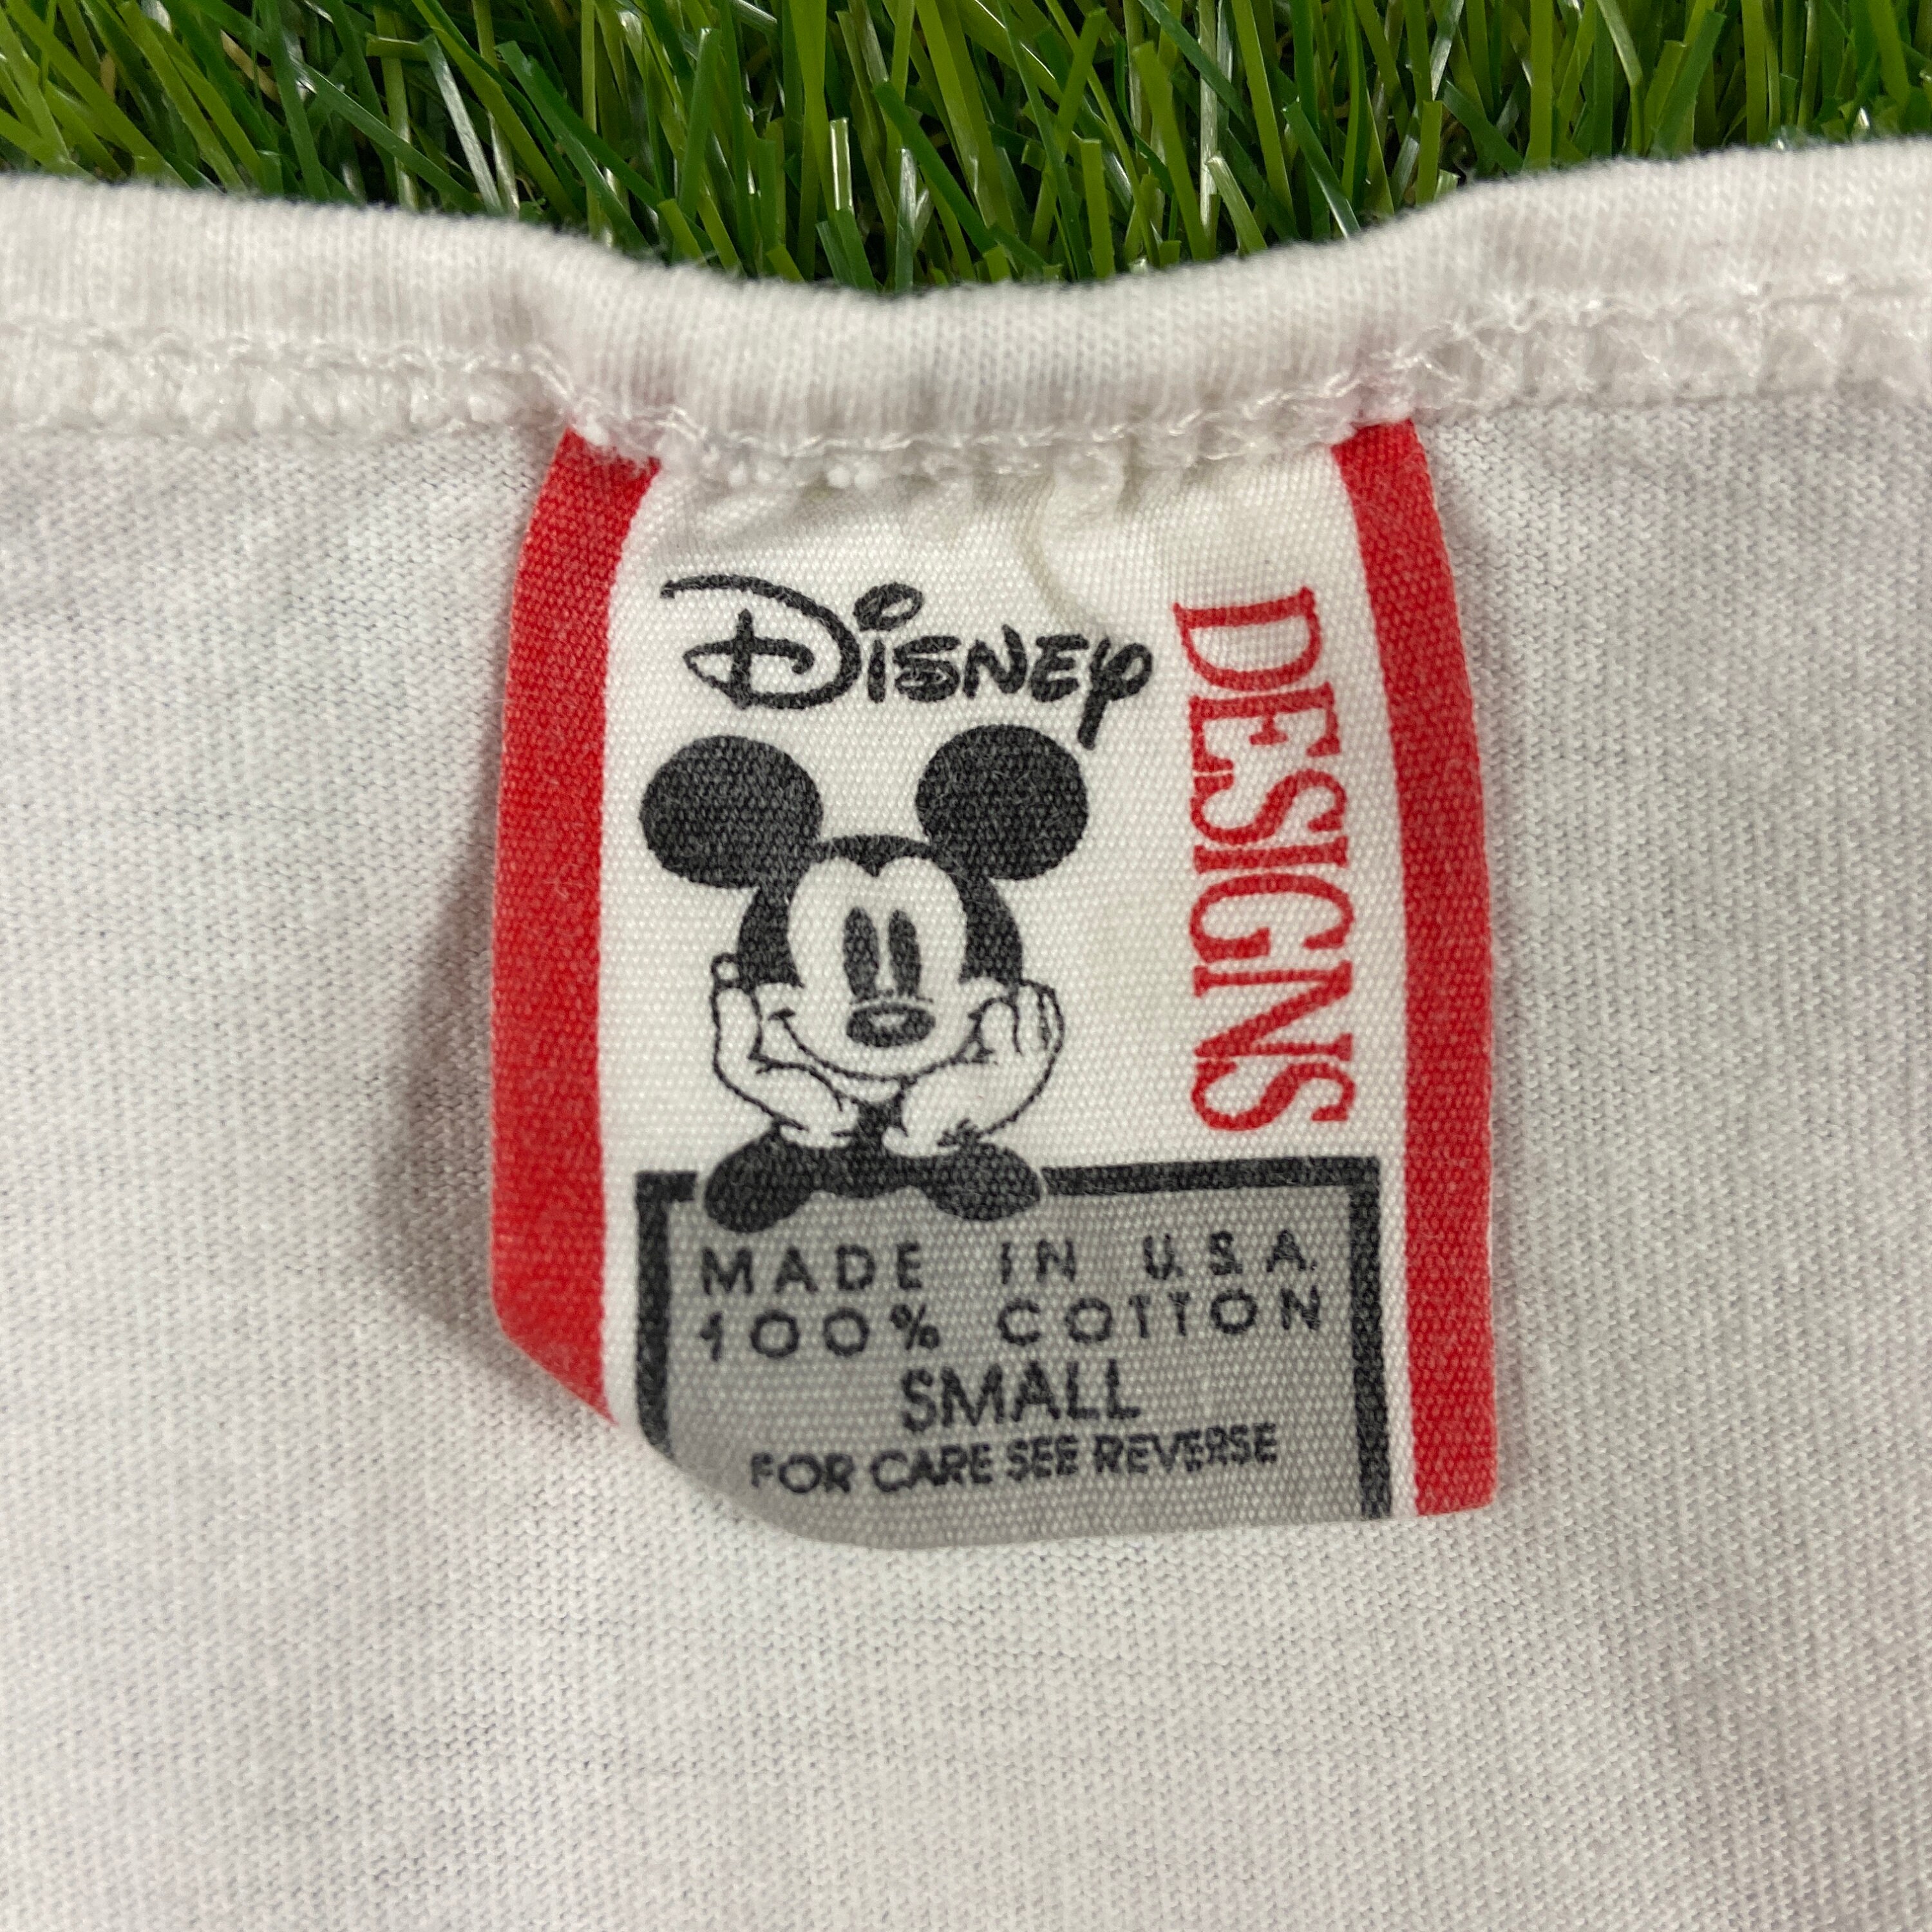 Disney
DESIGNS
MADE IN U.S.A.
100% COTTON
SMALL
FOR CARE SEE REVERSE